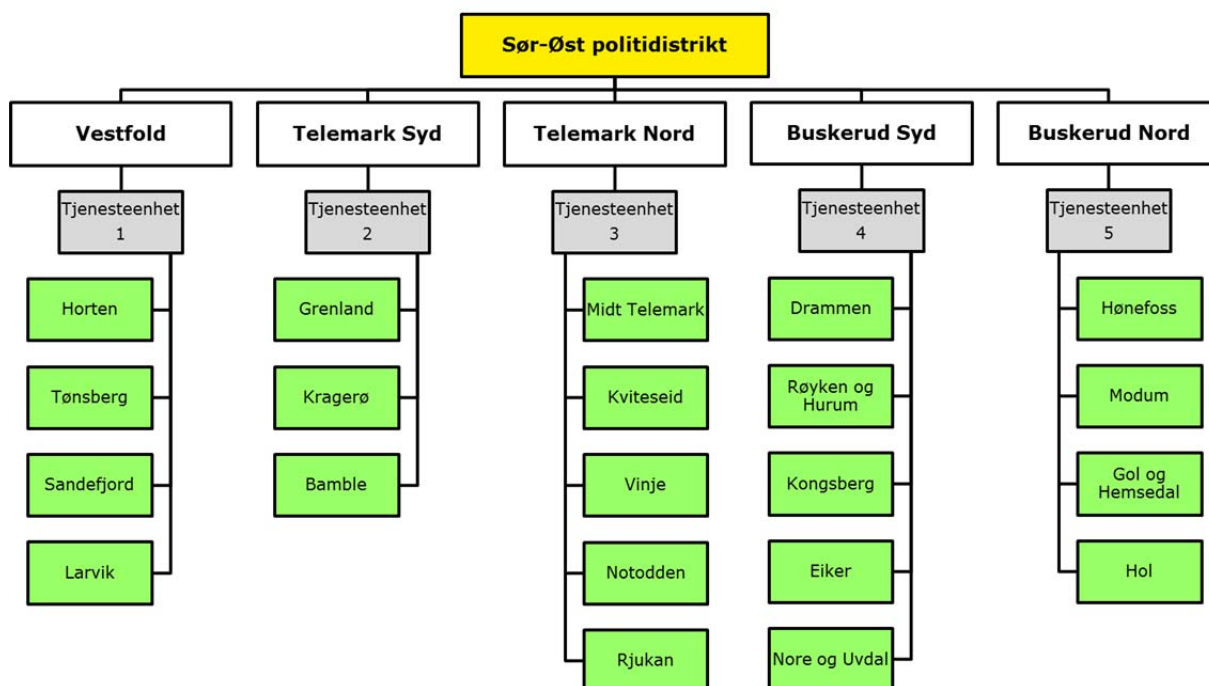 Sør-Øst politidistrikt
Vestfold
Telemark Syd
Telemark Nord
Buskerud Syd
Buskerud Nord
Tjenesteenhet
1
Tjenesteenhet
2
Tjenesteenhet
3
Tjenesteenhet
4
Tjenesteenhet
5
Horten
Tønsberg
Sandefjord
Larvik
Grenland
Kragerø
Bamble
Midt Telemark
Kviteseid
Vinje
Notodden
Rjukan
Drammen
Røyken og
Hurum
Kongsberg
Eiker
Nore og Uvdal
Hønefoss
Modum
Gol og
Hemsedal
Hol